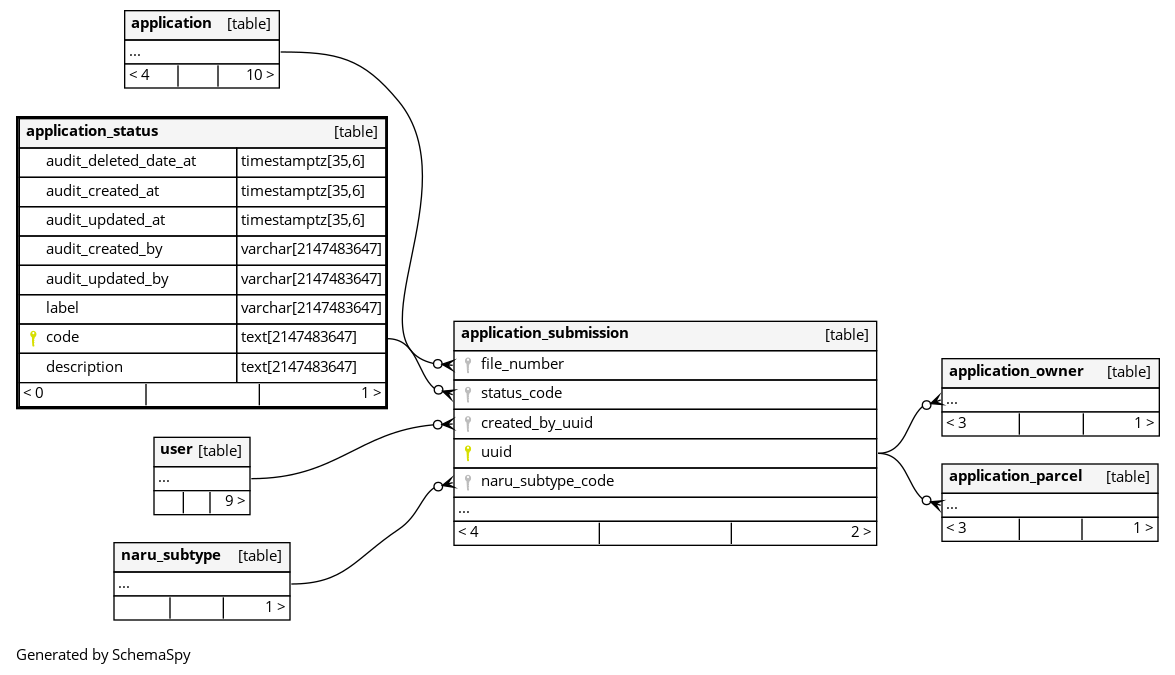 application [table]
...
< 4 10 >
application_status [table]
audit_deleted_date_at timestamptz[35,6]
audit_created_at timestamptz[35,6]
audit_updated_at timestamptz[35,6]
audit_created_by varchar[2147483647]
audit_updated_by varchar[2147483647]
label varchar[2147483647]
code text[2147483647]
description text[2147483647]
< 0 1 >
user [table]
...
9 >
naru_subtype [table]
...
1 >
application_submission [table]
file_number
status_code
created_by_uuid
uuid
naru_subtype_code
...
< 4 2 >
application_owner [table]
...
< 3 1 >
application_parcel [table]
...
< 3 1 >
Generated by SchemaSpy